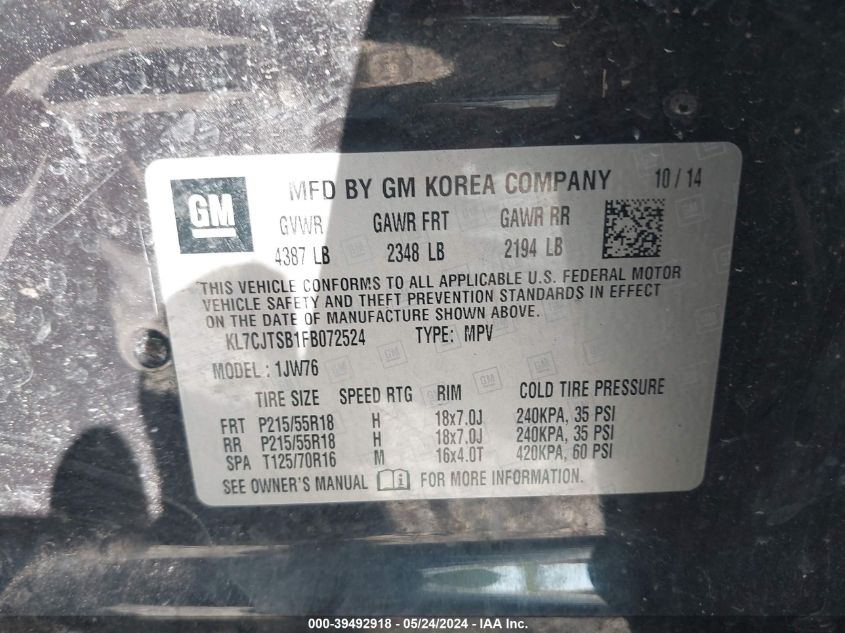 GM
MFD BY GM KOREA COMPANY 10 / 14
GVWR GAWR FRT GAWR RR
4387 LB 2348 LB 2194 LB
THIS VEHICLE CONFORMS TO ALL APPLICABLE U.S. FEDERAL MOTOR
VEHICLE SAFETY AND THEFT PREVENTION STANDARDS IN EFFECT
ON THE DATE OF MANUFACTURE SHOWN ABOVE.
KL7CJTSB1FB072524 TYPE: MPV
MODEL : 1JW76
TIRE SIZE SPEED RTG RIM COLD TIRE PRESSURE
FRT P215/55R18 H 18x7.0J 240KPA, 35 PSI
RR P215/55R18 H 18x7.0J 240KPA, 35 PSI
SPA T125/70R16 M 16x4.0T 420KPA, 60 PSI
SEE OWNER'S MANUAL FOR MORE INFORMATION.
000-39492918 - 05/24/2024 - IAA Inc.